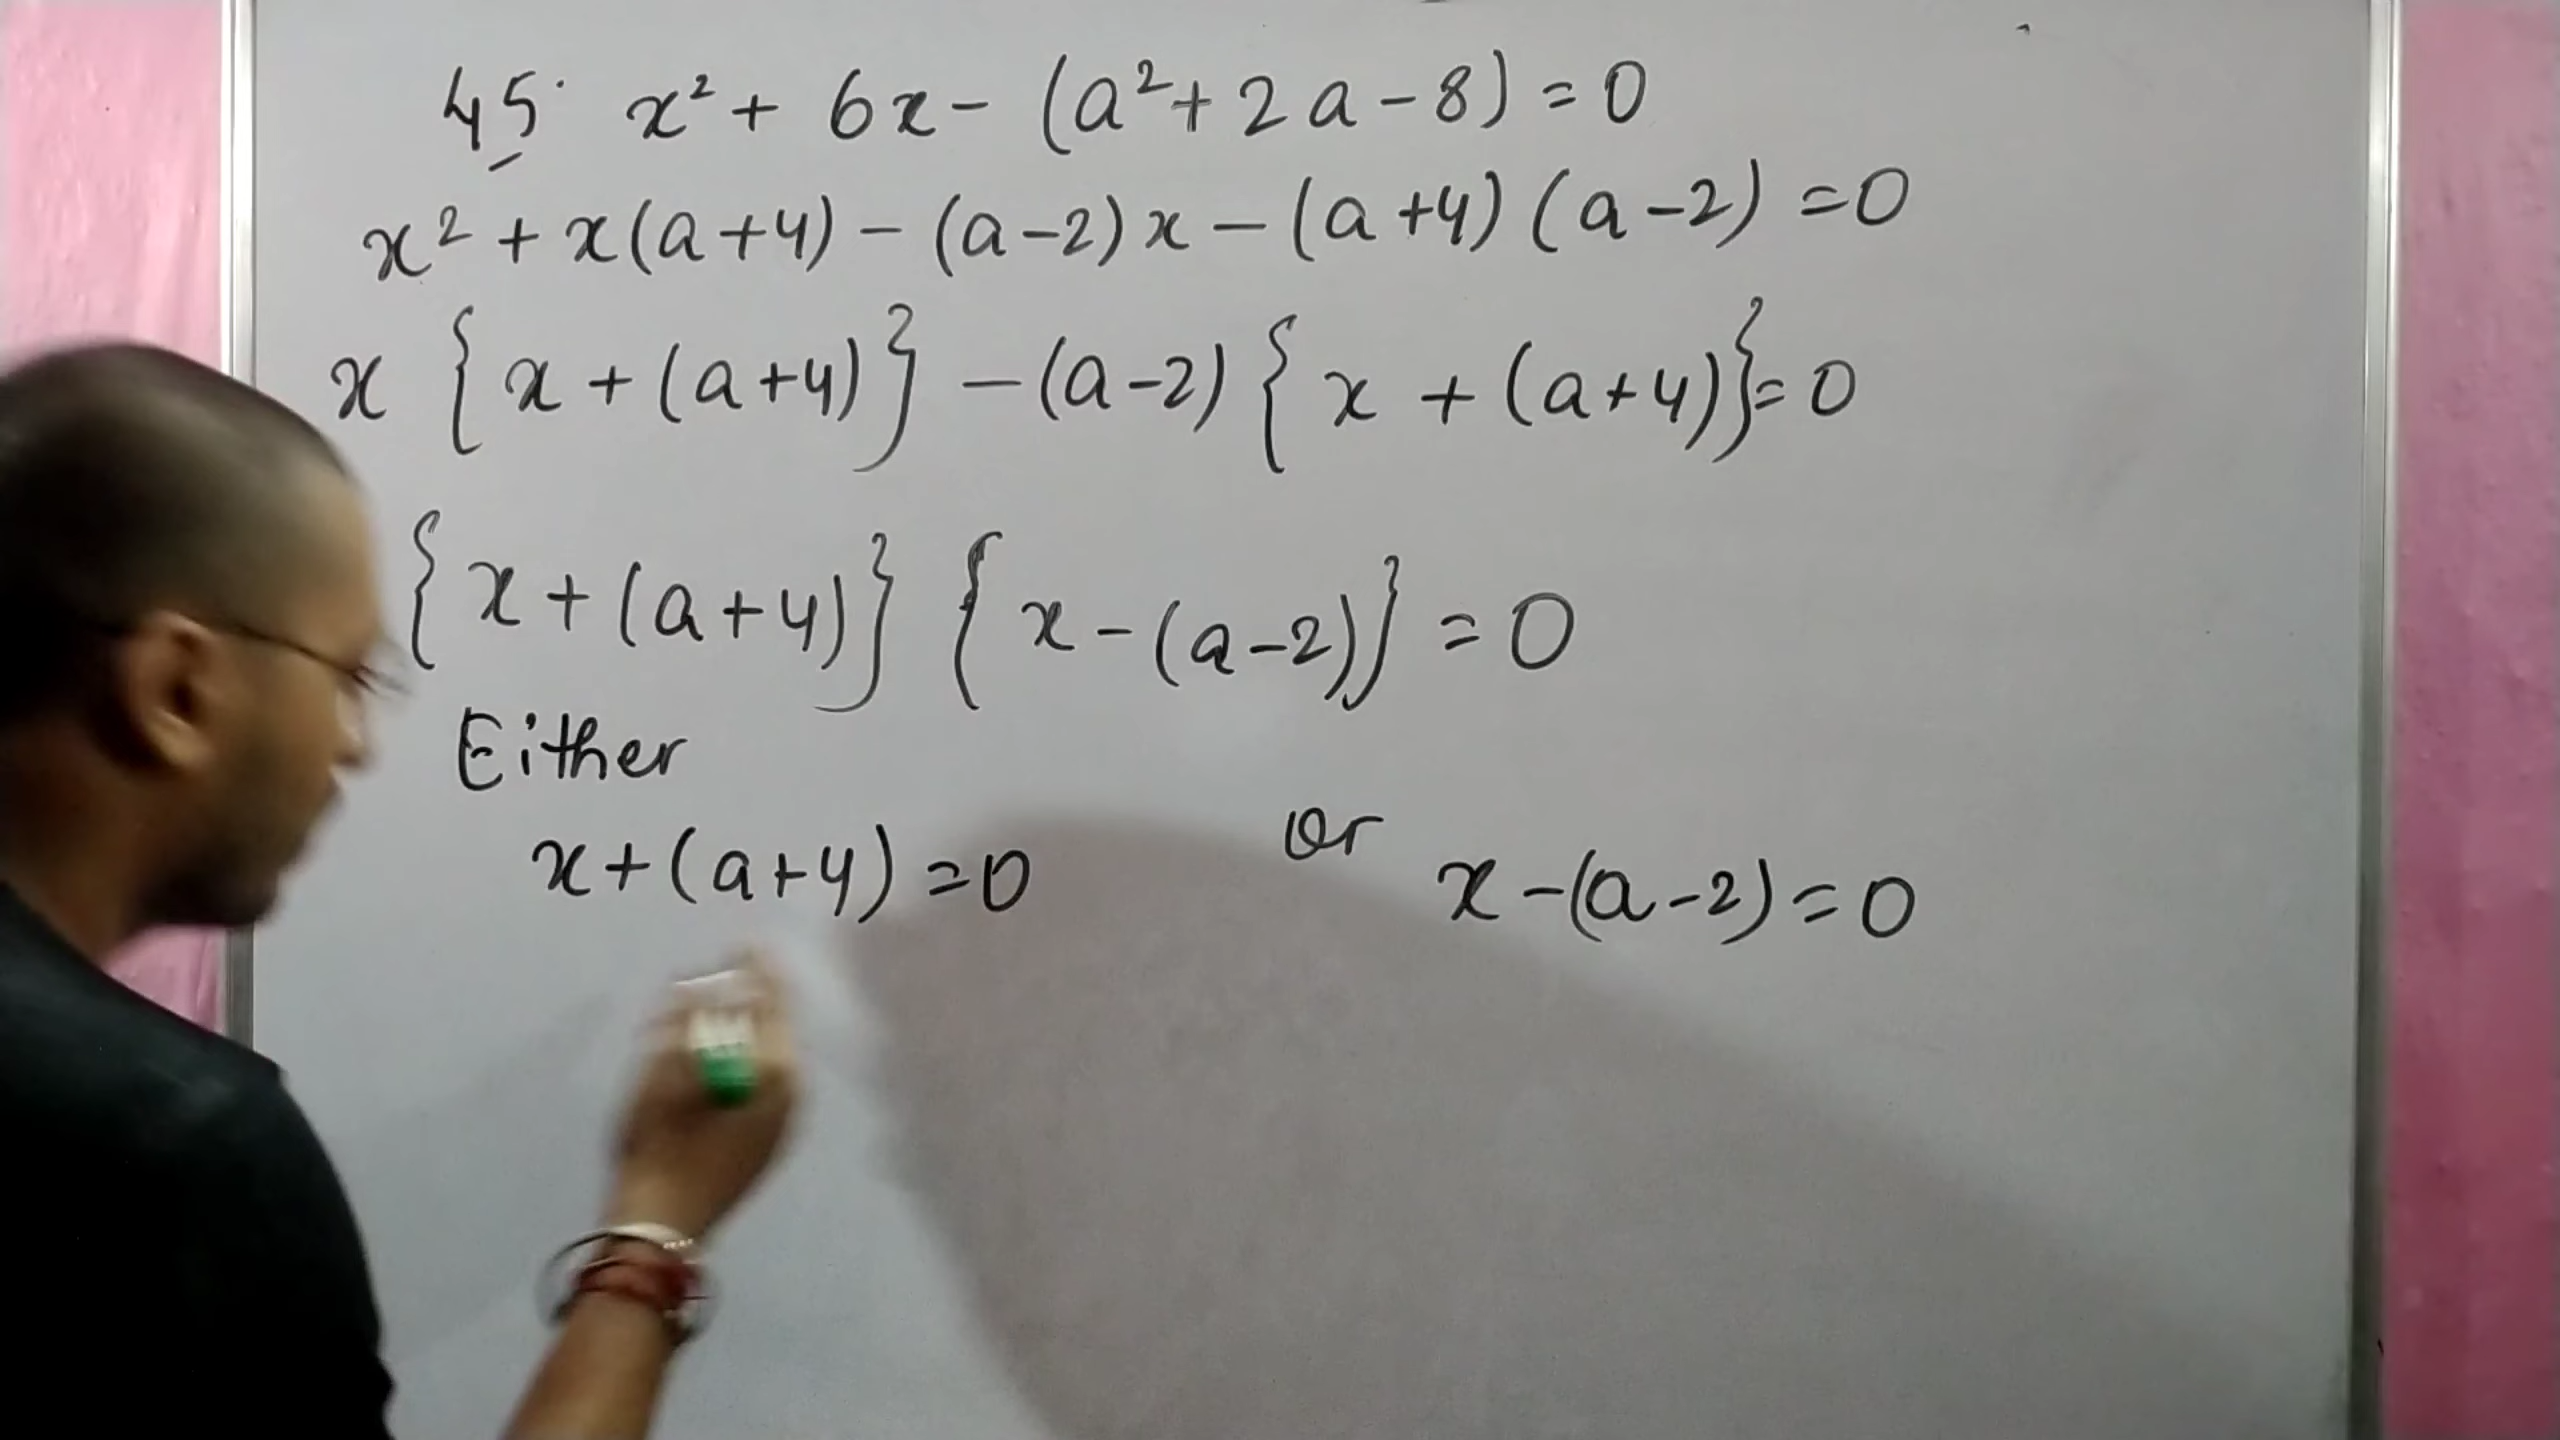 45. x² + 6x - (a² + 2a - 8) = 0
x² + x(a+4) - (a-2)x - (a+4)(a-2) = 0
x {x + (a+4)} - (a-2) {x + (a+4)} = 0
{x + (a+4)} {x - (a-2)} = 0
Either
x + (a+4) = 0 or x - (a-2) = 0